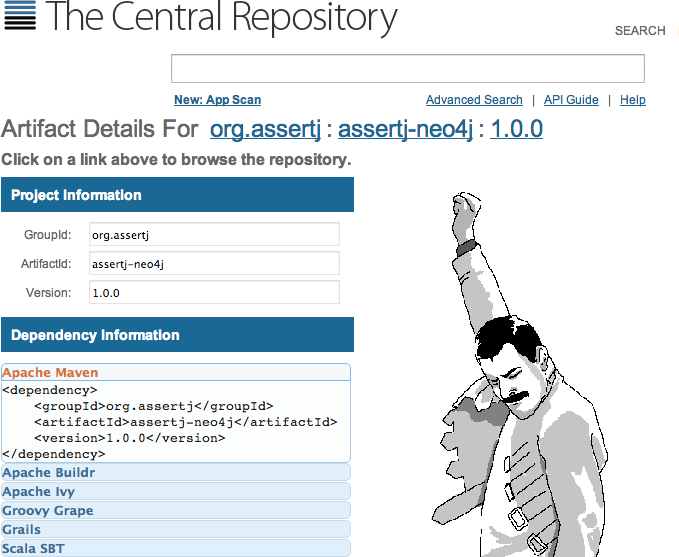 The Central Repository
SEARCH
New: App Scan
Advanced Search | API Guide | Help
Artifact Details For org.assertj : assertj-neo4j : 1.0.0
Click on a link above to browse the repository.
Project Information
GroupId: org.assertj
ArtifactId: assertj-neo4j
Version: 1.0.0
Dependency Information
Apache Maven
<dependency>
    <groupId>org.assertj</groupId>
    <artifactId>assertj-neo4j</artifactId>
    <version>1.0.0</version>
</dependency>
Apache Buildr
Apache Ivy
Groovy Grape
Grails
Scala SBT